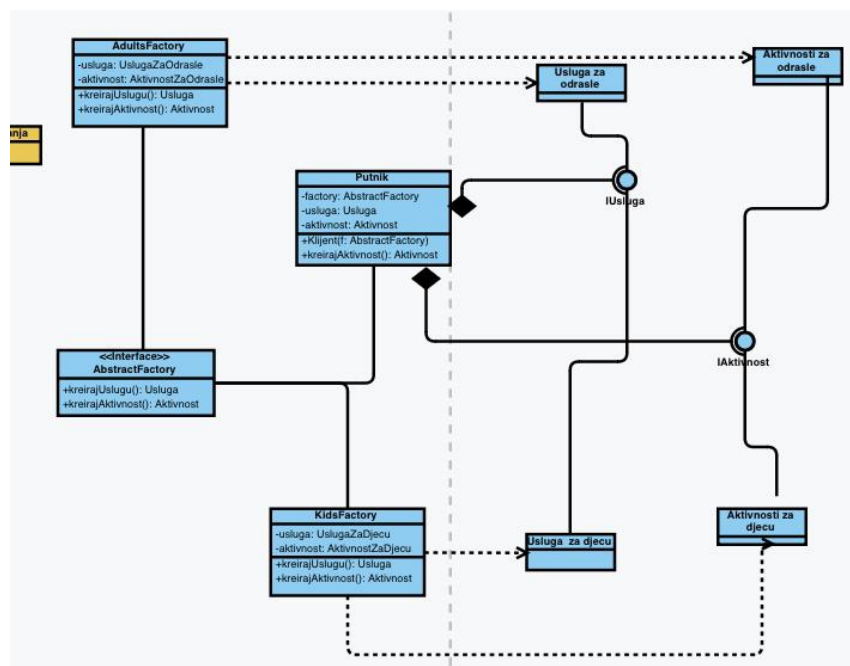 AdultsFactory
-usluga: UslugaZaOdrasle
-aktivnost: AktivnostZaOdrasle
+kreirajUslugu(): Usluga
+kreirajAktivnost(): Aktivnost
Usluga za
odrasle
Aktivnosti za
odrasle
anja
Putnik
-factory: AbstractFactory
-usluga: Usluga
-aktivnost: Aktivnost
+Klijent(f: AbstractFactory)
+kreirajAktivnost(): Aktivnost
IUsluga
<<Interface>>
AbstractFactory
+kreirajUslugu(): Usluga
+kreirajAktivnost(): Aktivnost
IAktivnost
KidsFactory
-usluga: UslugaZaDjecu
-aktivnost: AktivnostZaDjecu
+kreirajUslugu(): Usluga
+kreirajAktivnost(): Aktivnost
Usluga za djecu
Aktivnosti za
djecu